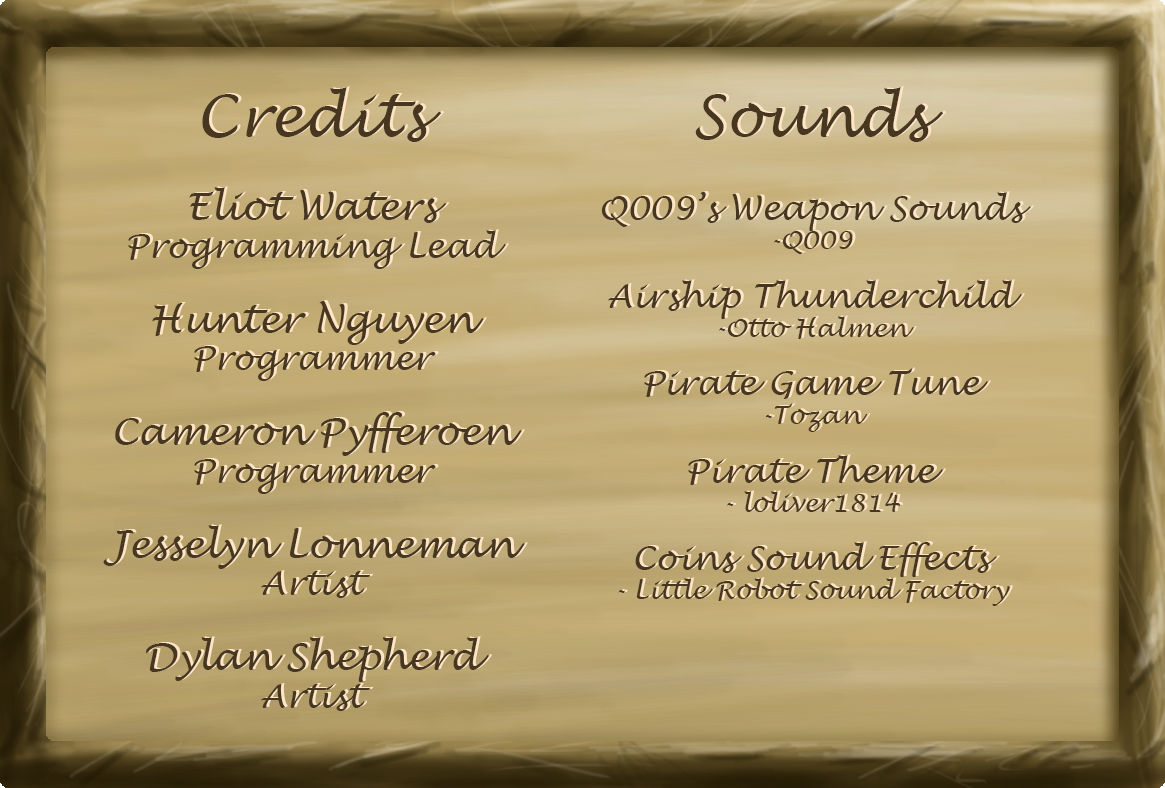 Credits
Eliot Waters
Programming Lead
Hunter Nguyen
Programmer
Cameron Pyfferoen
Programmer
Jesselyn Lonneman
Artist
Dylan Shepherd
Artist
Sounds
Q009's Weapon Sounds
-Q009
Airship Thunderchild
-Otto Halmen
Pirate Game Tune
-Tozan
Pirate Theme
- loliver1814
Coins Sound Effects
- Little Robot Sound Factory